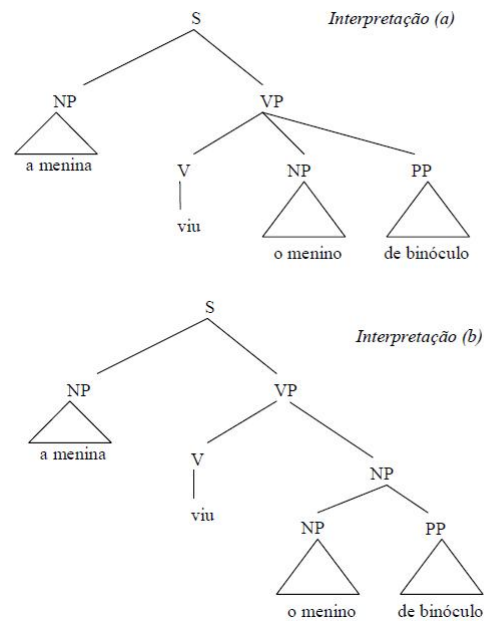 S
Interpretação (a)
NP VP
a menina
V NP PP
viu
o menino de binóculo
S
Interpretação (b)
NP VP
a menina
V NP
viu
NP PP
o menino de binóculo